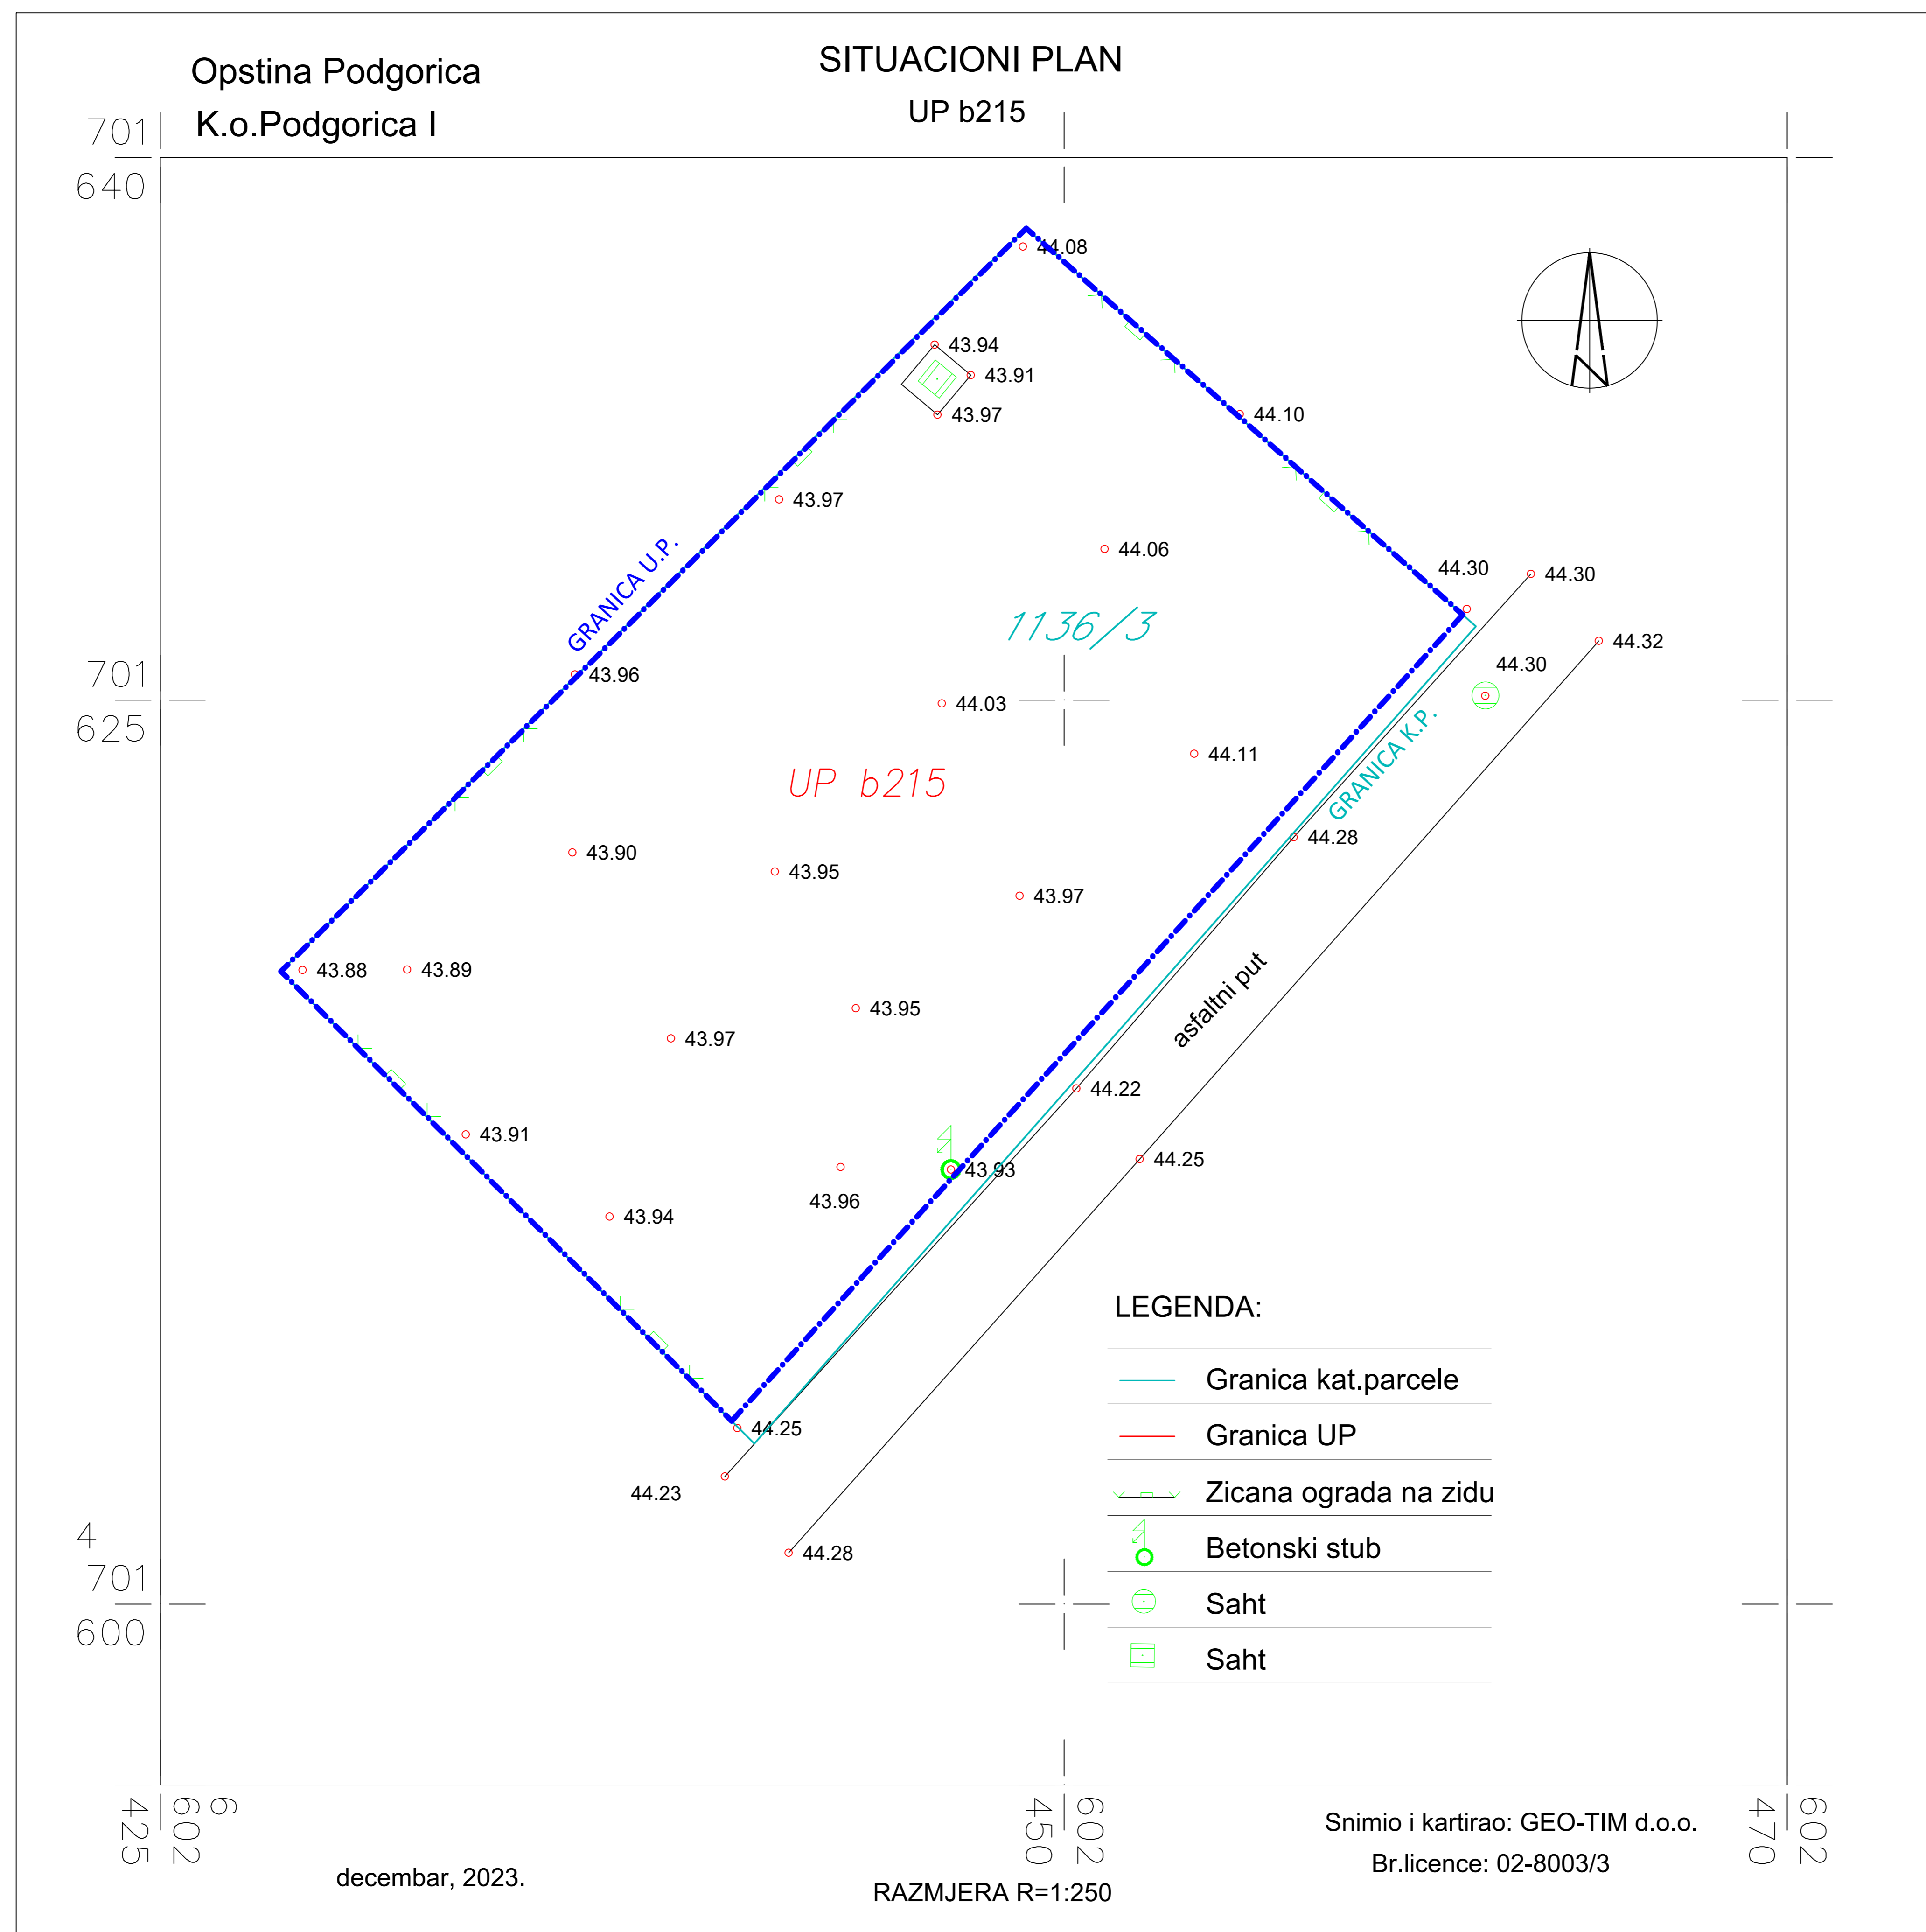 SITUACIONI PLAN
Opstina Podgorica
UP b215
K.o.Podgorica I
701
640
44.08
43.94
43.91
44.10
43.97
43.97
GRANICA U.P.
44.06
44.30
44.30
1136/3
44.32
44.30
701
43.96
44.03
625
44.11
GRANICA K.P.
UP b215
44.28
43.90
43.95
43.97
43.88
43.89
asfaltni put
43.95
43.97
44.22
43.91
44.25
43.93
43.96
43.94
LEGENDA:
Granica kat.parcele
44.25
Granica UP
44.23
Zicana ograda na zidu
4
44.28
Betonski stub
701
Saht
600
Saht
N
6
602
425
602
450
602
470
Snimio i kartirao: GEO-TIM d.o.o.
Br.licence: 02-8003/3
decembar, 2023.
RAZMJERA R=1:250